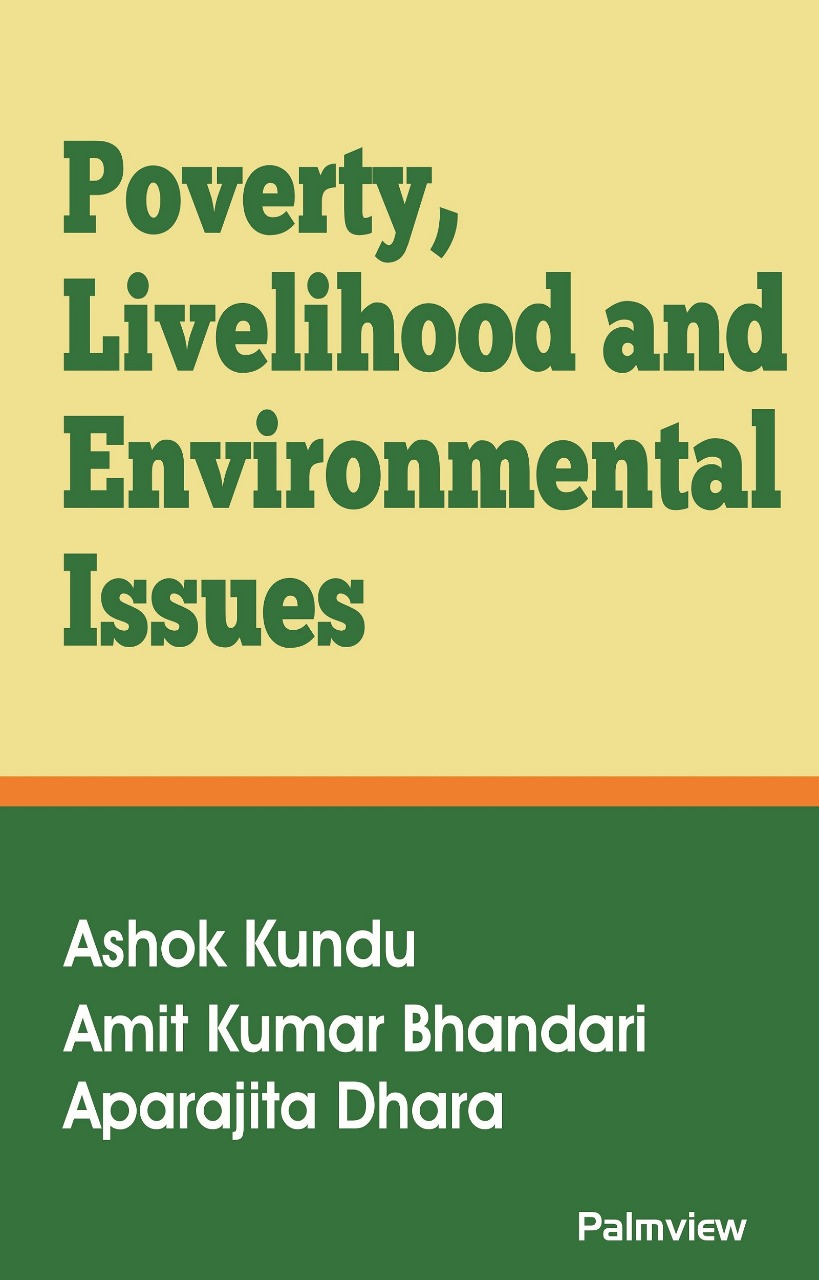 Poverty,
Livelihood and
Environmental
Issues
Ashok Kundu
Amit Kumar Bhandari
Aparajita Dhara
Palmview